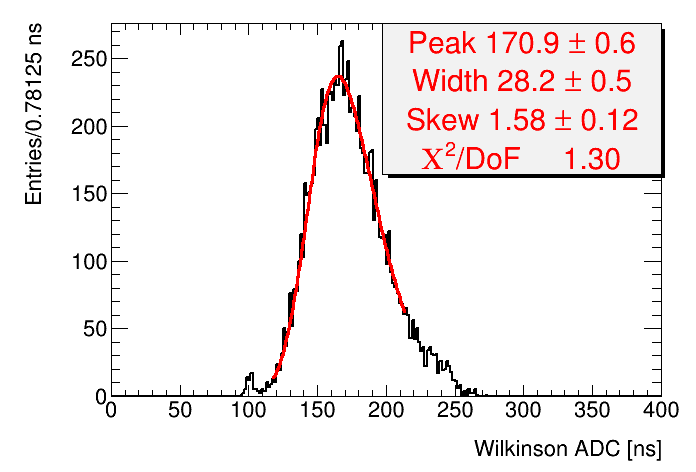 Peak 170.9 ± 0.6
Width 28.2 ± 0.5
Skew 1.58 ± 0.12
Χ²/DoF 1.30
Entries/0.78125 ns
250
200
150
100
50
0
0 50 100 150 200 250 300 350 400
Wilkinson ADC [ns]